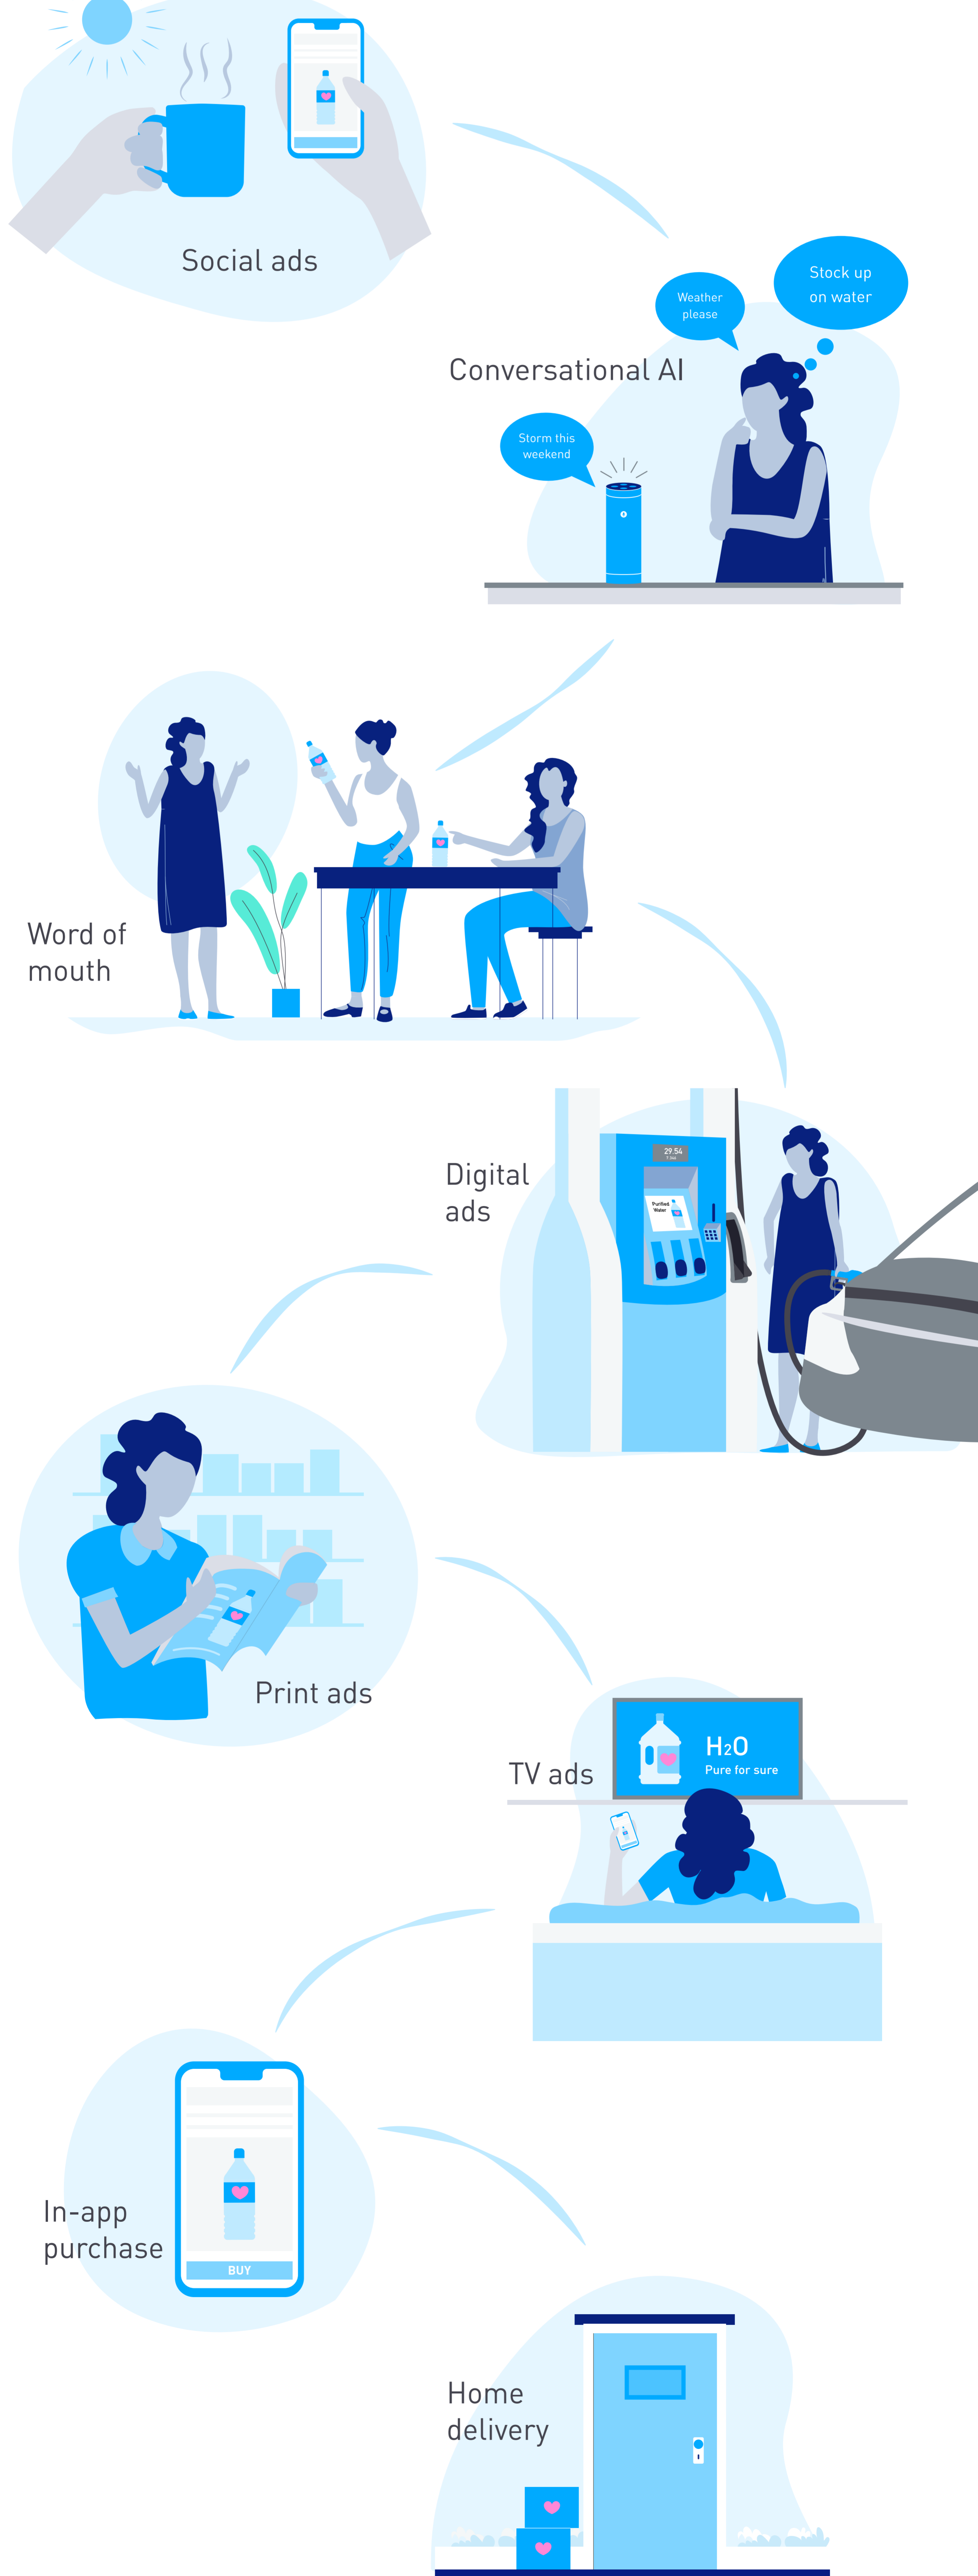 Social ads
Stock up
on water
Weather
please
Conversational AI
Storm this
weekend
Word of
mouth
29.54
Digital
ads
Purified
Water
Print ads
H2O
Pure for sure
TV ads
In-app
purchase
BUY
Home
delivery